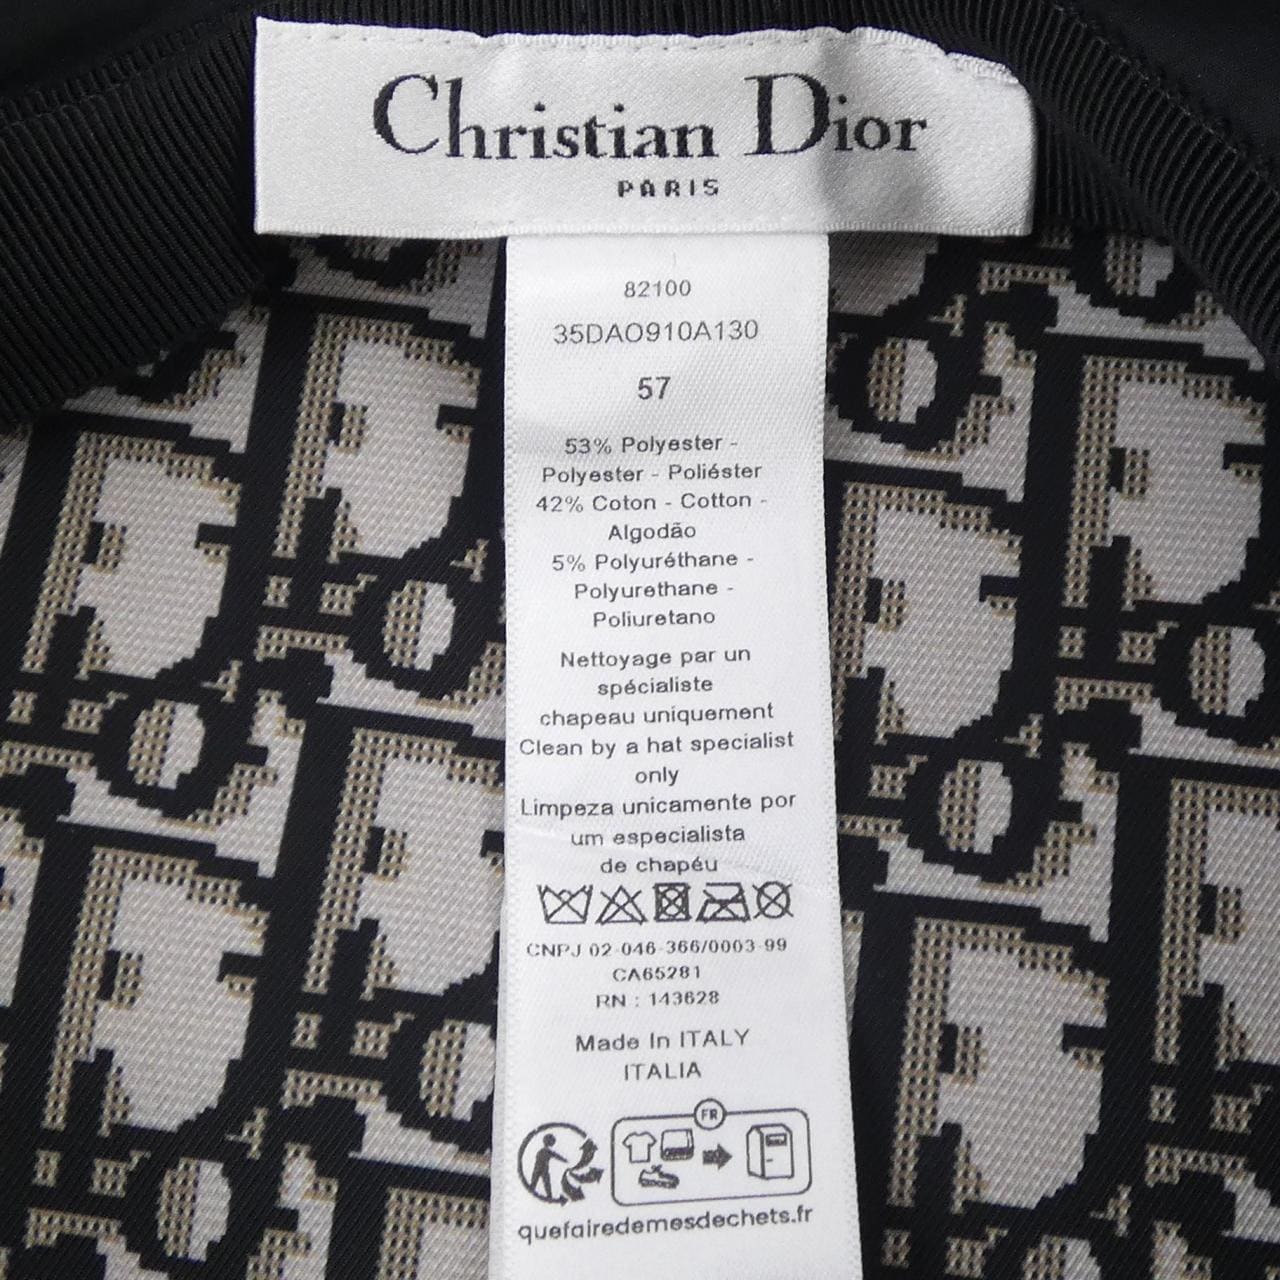 Christian Dior
PARIS
82100
35DAO910A130
57
53% Polyester -
Polyester - Poliéster
42% Coton - Cotton -
Algodão
5% Polyuréthane -
Polyurethane -
Poliuretano
Nettoyage par un
spécialiste
chapeau uniquement
Clean by a hat specialist
only
Limpeza unicamente por
um especialista
de chapéu
CNPJ 02-046-366/0003-99
CA65281
RN : 143628
Made In ITALY
ITALIA
FR
quefairedemesdechets.fr